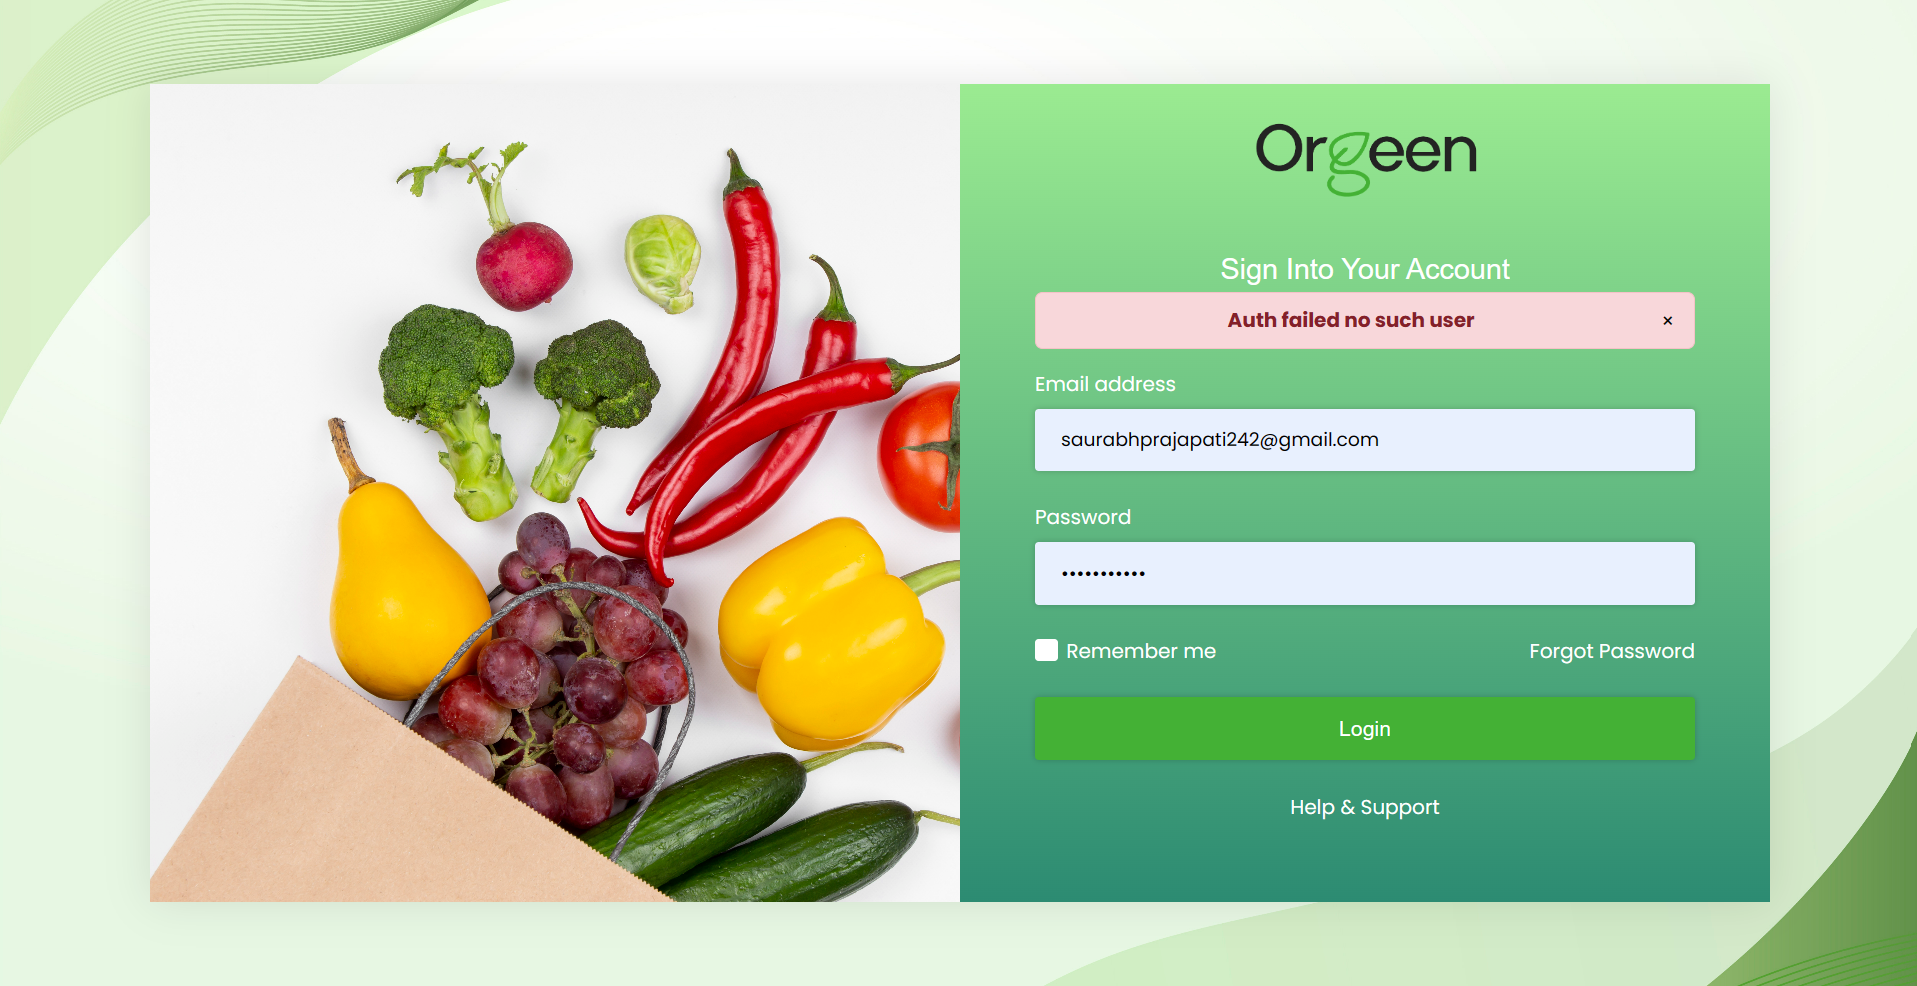 Orgeen
Sign Into Your Account
Auth failed no such user ×
Email address
saurabhprajapati242@gmail.com
Password
•••••••••••
Remember me Forgot Password
Login
Help & Support